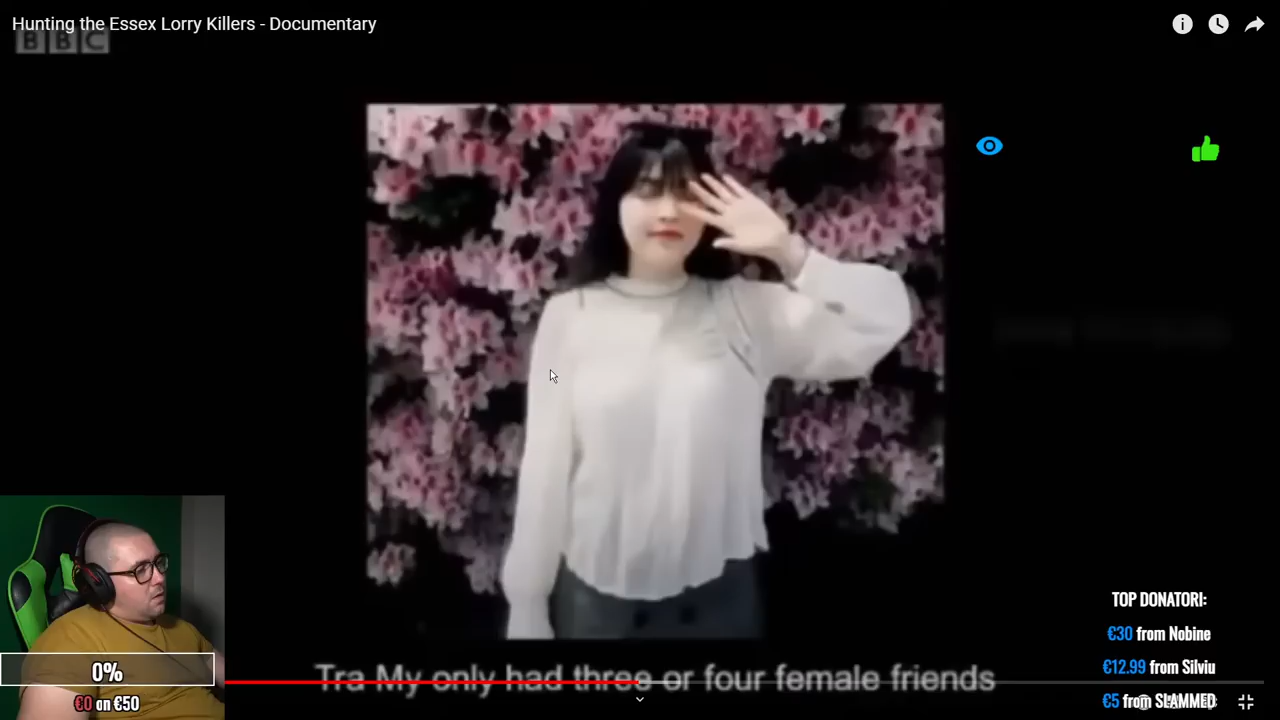 Hunting the Essex Lorry Killers - Documentary
BBC
Tra My only had three or four female friends
0%
€0 on €50
TOP DONATORI:
€30 from Nobine
€12.99 from Silviu
€5 from SLAMMED